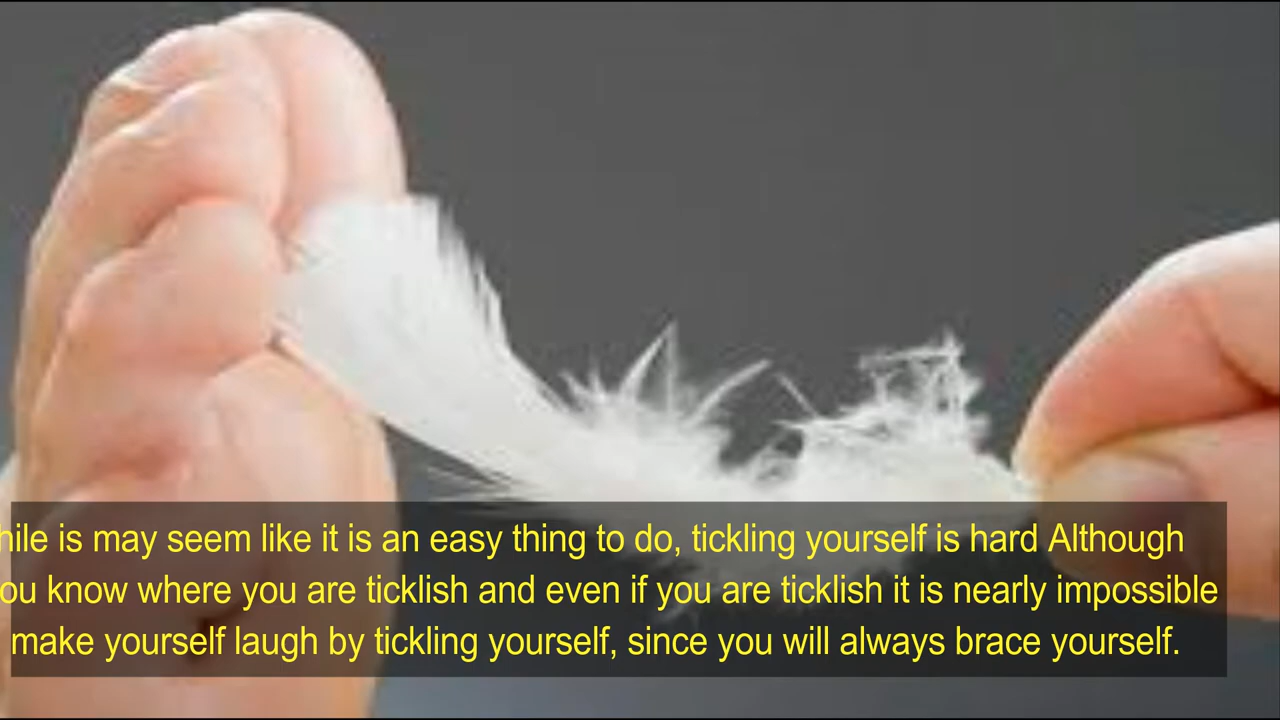 hile is may seem like it is an easy thing to do, tickling yourself is hard Although
ou know where you are ticklish and even if you are ticklish it is nearly impossible
make yourself laugh by tickling yourself, since you will always brace yourself.